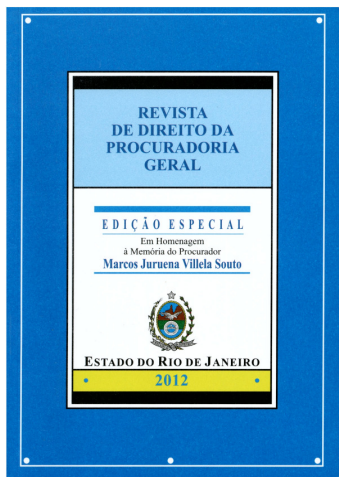 REVISTA
DE DIREITO DA
PROCURADORIA
GERAL
EDIÇÃO ESPECIAL
Em Homenagem
à Memória do Procurador
Marcos Juruena Villela Souto
ESTADO DO RIO DE JANEIRO
• 2012 •